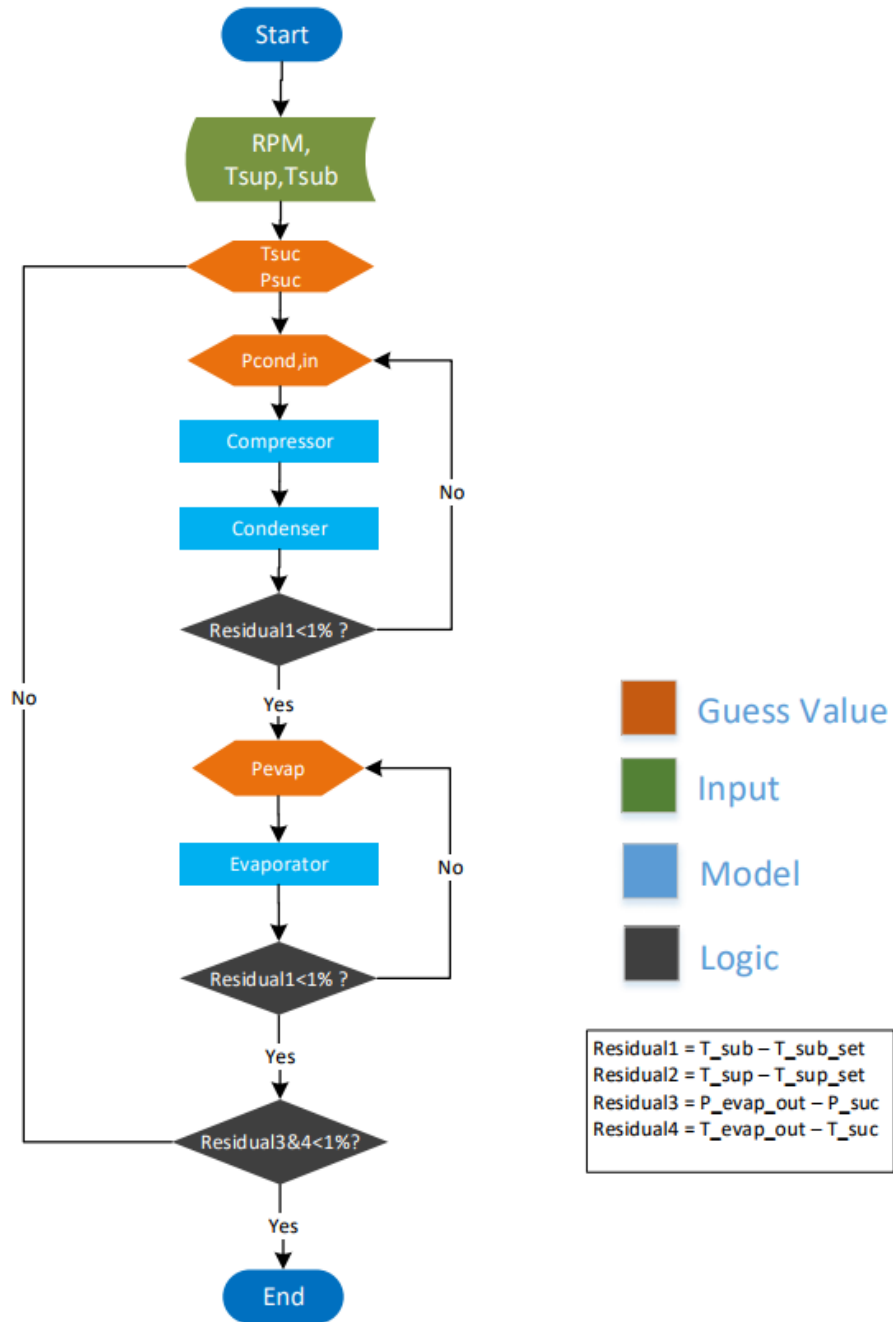 Start
RPM,
Tsup,Tsub
Tsuc
Psuc
Pcond,in
Compressor
No
Condenser
Residual1<1% ?
No
Yes
Pevap
Evaporator
No
Residual1<1% ?
Yes
Residual3&4<1%?
Yes
End
Guess Value
Input
Model
Logic
Residual1 = T_sub – T_sub_set
Residual2 = T_sup – T_sup_set
Residual3 = P_evap_out – P_suc
Residual4 = T_evap_out – T_suc